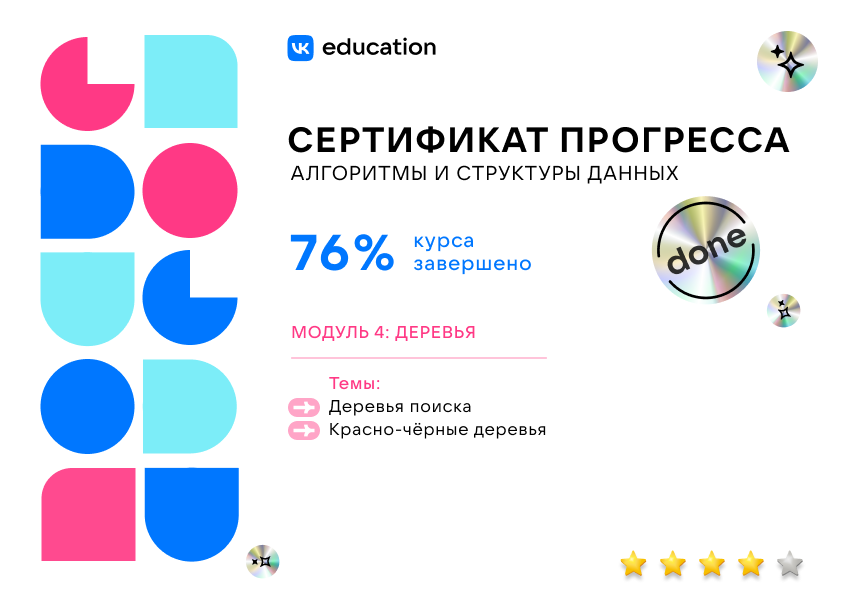 VK education
СЕРТИФИКАТ ПРОГРЕССА
АЛГОРИТМЫ И СТРУКТУРЫ ДАННЫХ
76% курса
завершено
done
МОДУЛЬ 4: ДЕРЕВЬЯ
Темы:
Деревья поиска
Красно-чёрные деревья